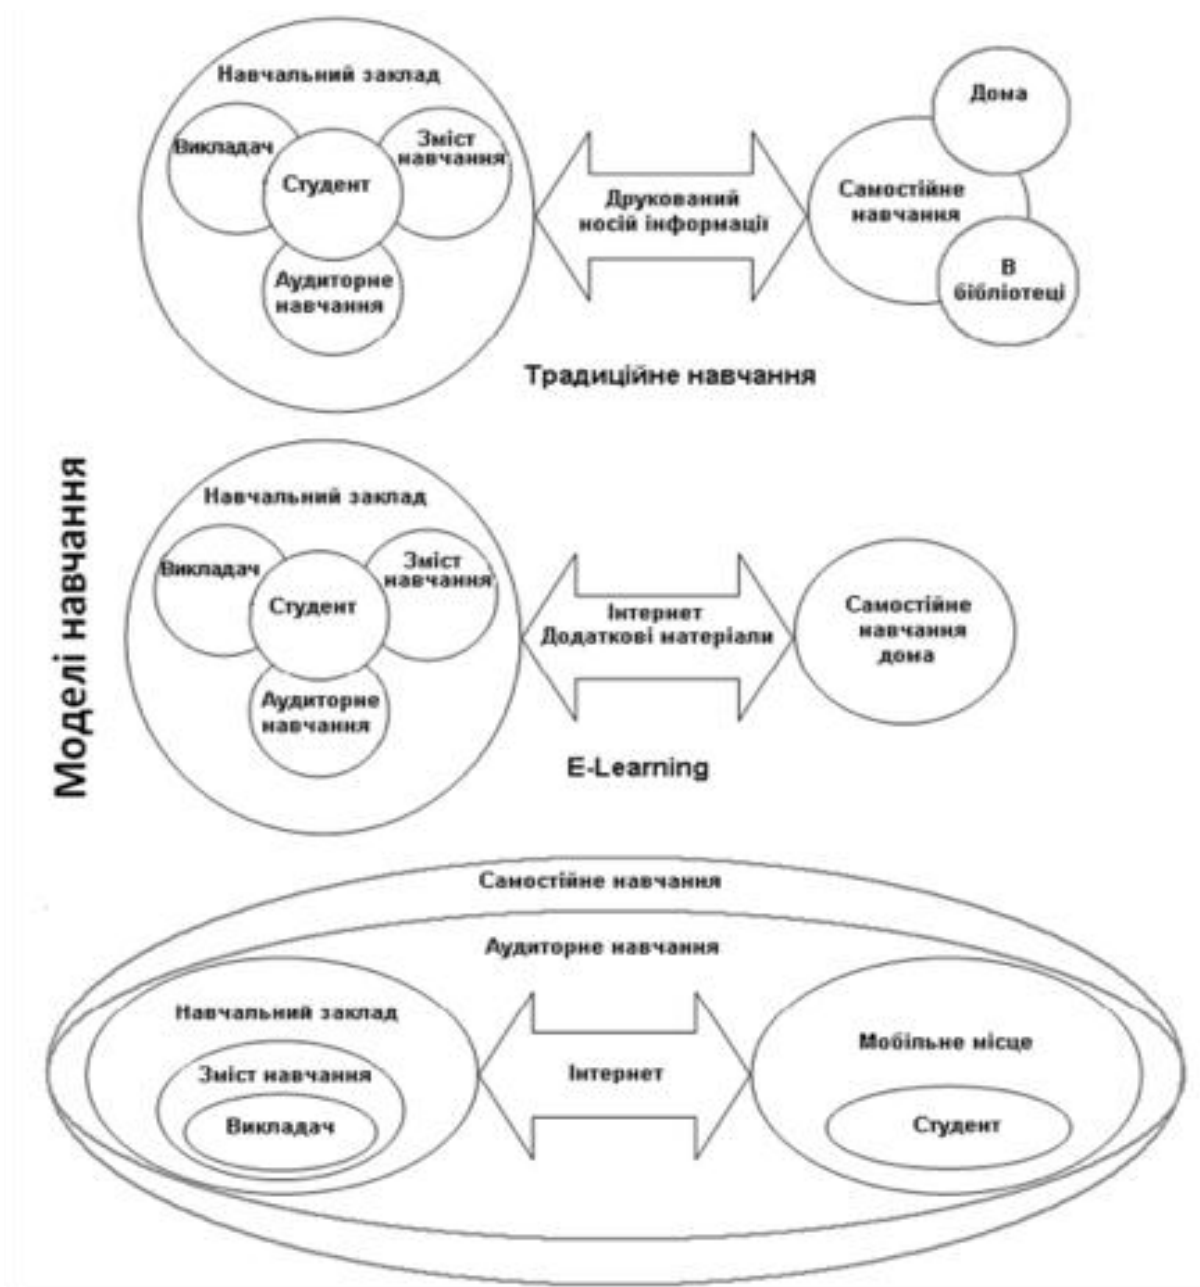 Навчальний заклад
Викладач
Зміст
навчання
Студент
Аудиторне
навчання
Друкований
носій інформації
Дома
Самостійне
навчання
В
бібліотеці
Традиційне навчання
Моделі навчання
Навчальний заклад
Викладач
Зміст
навчання
Студент
Аудиторне
навчання
Інтернет
Додаткові матеріали
Самостійне
навчання
дома
E-Learning
Самостійне навчання
Аудиторне навчання
Навчальний заклад
Зміст навчання
Викладач
Інтернет
Мобільне місце
Студент